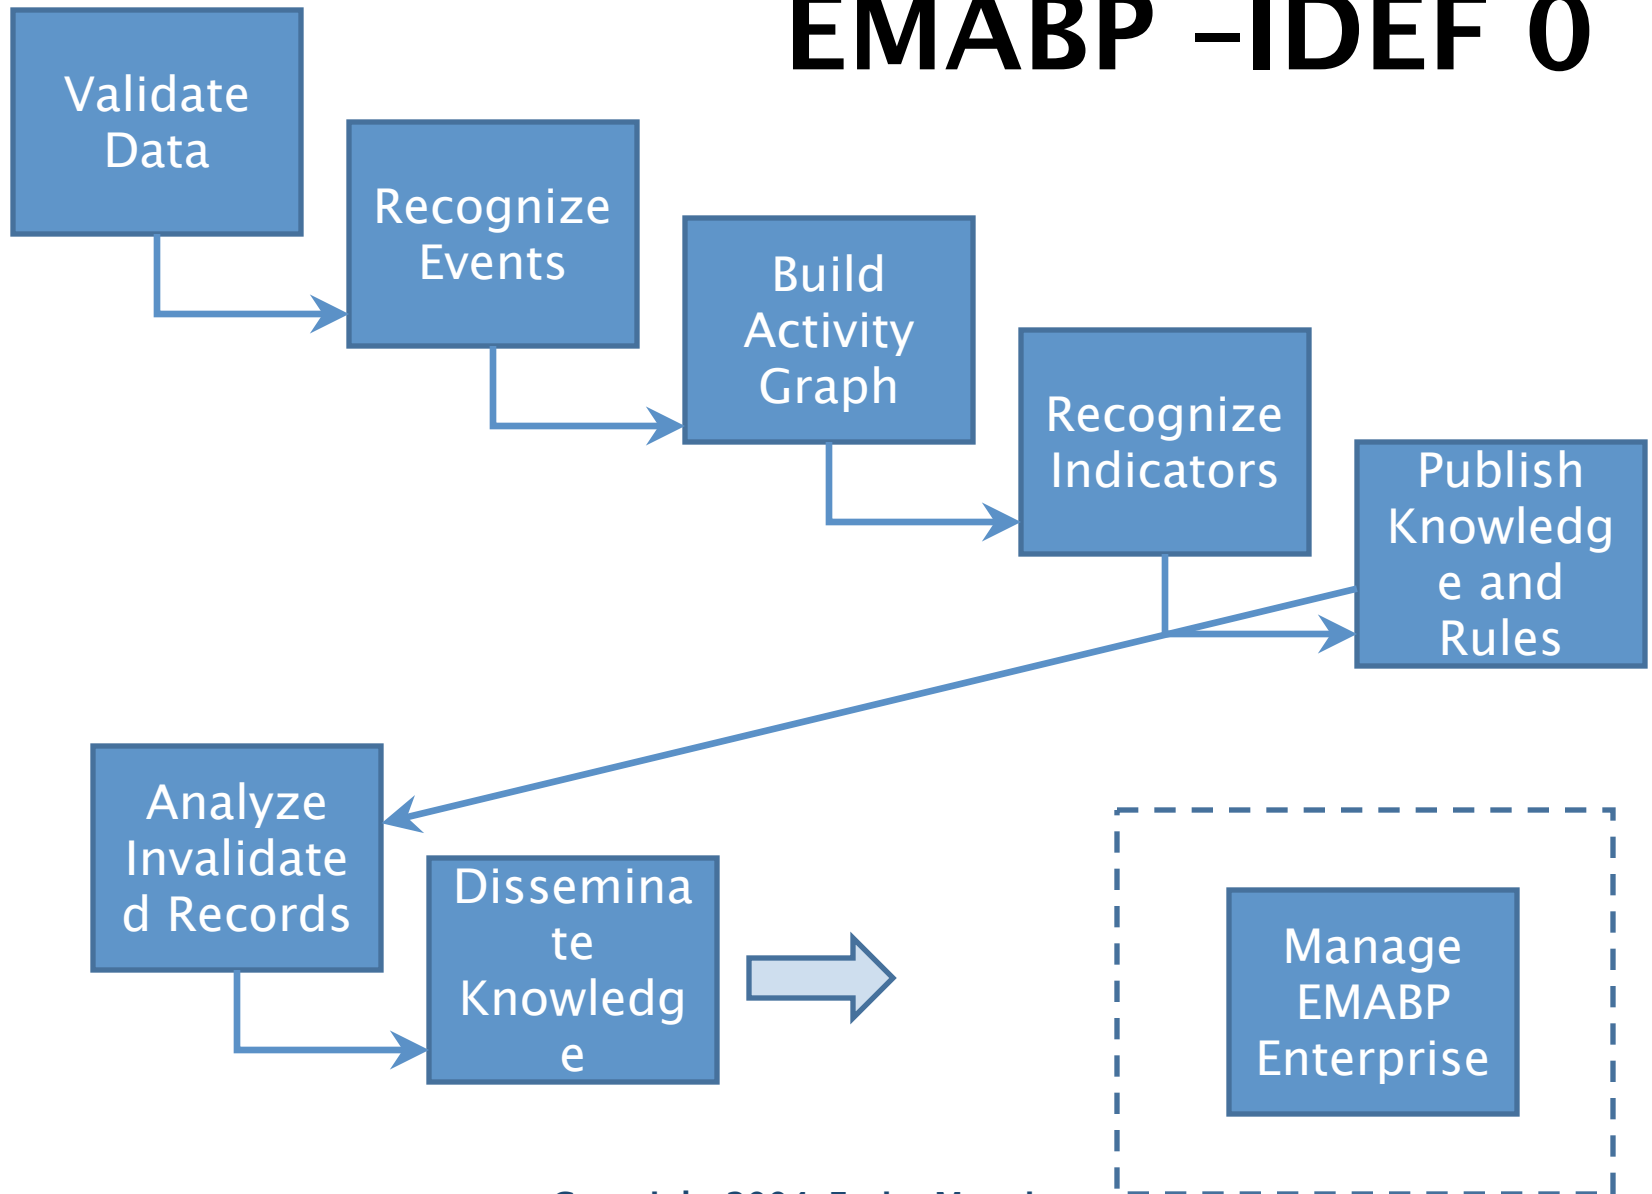 EMABP –IDEF 0
Validate
Data
Recognize
Events
Build
Activity
Graph
Recognize
Indicators
Publish
Knowledg
e and
Rules
Analyze
Invalidate
d Records
Dissemina
te
Knowledg
e
Manage
EMABP
Enterprise